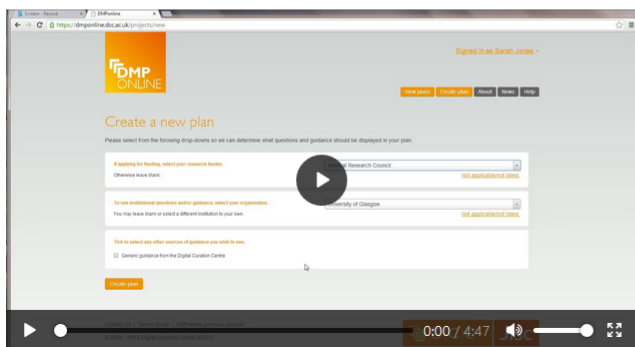 Screenr - Record
DMPonline
https://dmponline.dcc.ac.uk/projects/new
Signed in as Sarah Jones
DMP
ONLINE
View plans Create plan About News Help
Create a new plan
Please select from the following drop-downs so we can determine what questions and guidance should be displayed in your plan.
If applying for funding, select your research funder.
Otherwise leave blank.
Research Council
Not applicable/not listed.
To see institutional questions and/or guidance, select your organisation.
You may leave blank or select a different institution to your own.
University of Glasgow
Not applicable/not listed.
Tick to select any other sources of guidance you wish to see.
Generic guidance from the Digital Curation Centre
Create plan
0:00 / 4:47